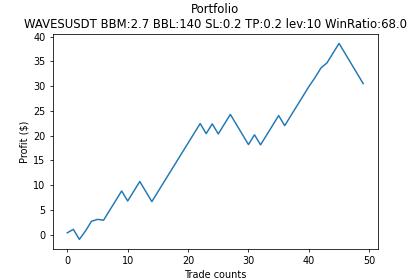 Portfolio
WAVESUSDT BBM:2.7 BBL:140 SL:0.2 TP:0.2 lev:10 WinRatio:68.0
40
35
30
25
20
15
10
5
0
Profit ($)
0 10 20 30 40 50
Trade counts